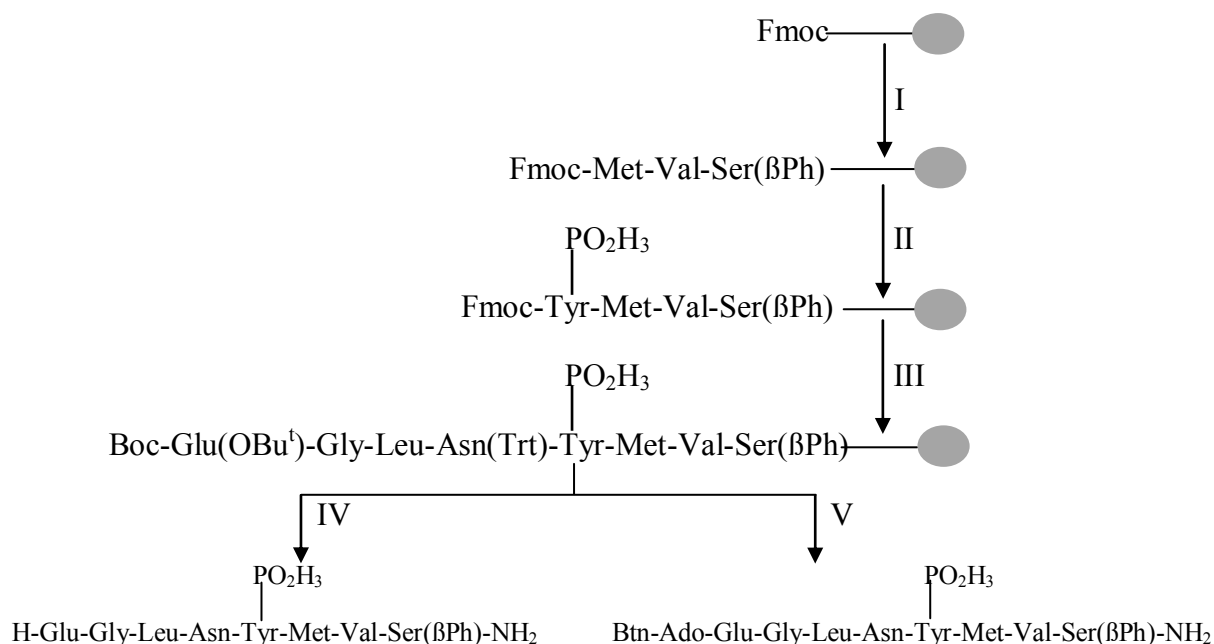 Fmoc
I
Fmoc-Met-Val-Ser(ßPh)
II
PO₂H₃
Fmoc-Tyr-Met-Val-Ser(ßPh)
III
PO₂H₃
Boc-Glu(OBuᵗ)-Gly-Leu-Asn(Trt)-Tyr-Met-Val-Ser(ßPh)
IV V
PO₂H₃ PO₂H₃
H-Glu-Gly-Leu-Asn-Tyr-Met-Val-Ser(ßPh)-NH₂ Btn-Ado-Glu-Gly-Leu-Asn-Tyr-Met-Val-Ser(ßPh)-NH₂